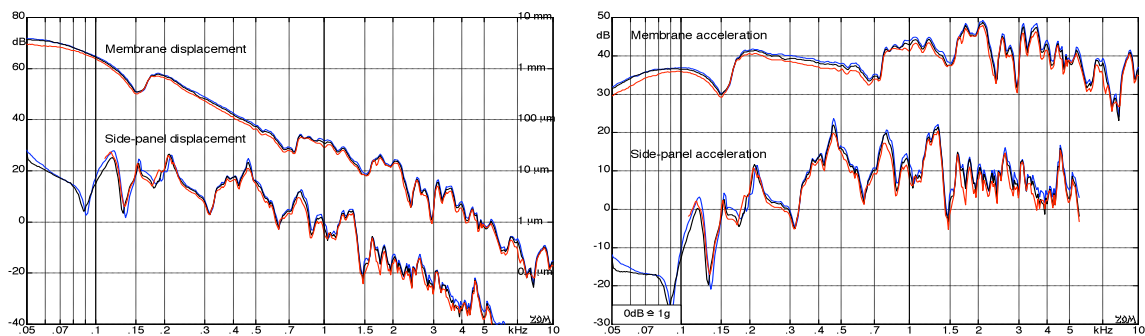 80
dB
60
40
20
0
-20
-40
10 mm
1 mm
100 µm
10 µm
1 µm
0.1 µm
Membrane displacement
Side-panel displacement
.05 .07 .1 .15 .2 .3 .4 .5 .7 1 1.5 2 3 4 5 kHz 10
50
dB
40
30
20
10
0
-10
-20
-30
Membrane acceleration
Side-panel acceleration
0dB ≙ 1g
.05 .07 .1 .15 .2 .3 .4 .5 .7 1 1.5 2 3 4 5 kHz 10